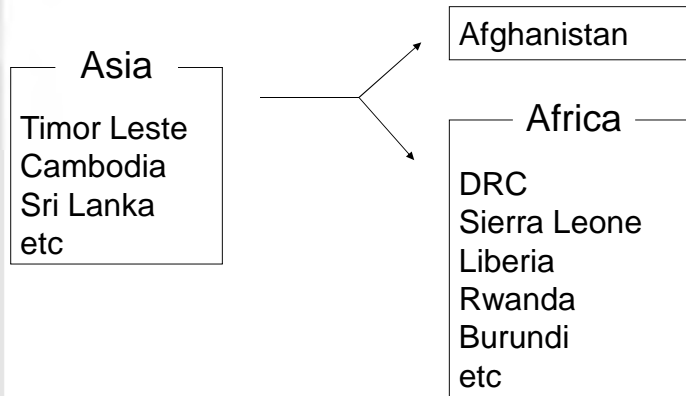 Asia
Timor Leste
Cambodia
Sri Lanka
etc
Afghanistan
Africa
DRC
Sierra Leone
Liberia
Rwanda
Burundi
etc